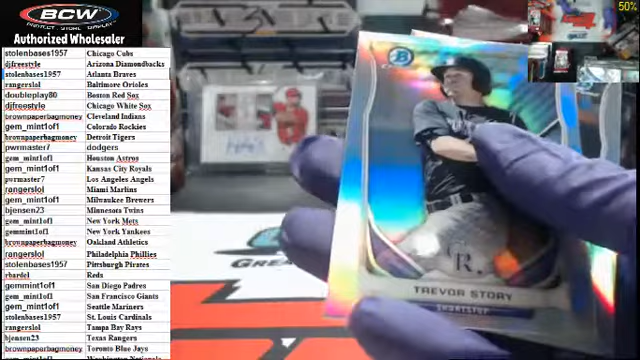 BCW
Authorized Wholesaler
50%
stolenbases1957 Chicago Cubs
djfreestyle Arizona Diamondbacks
stolenbases1957 Atlanta Braves
rangerslol Baltimore Orioles
doubleplay80 Boston Red Sox
djfreestyle Chicago White Sox
brownpaperbagmoney Cleveland Indians
gem_mint1of1 Colorado Rockies
brownpaperbagmoney Detroit Tigers
pwrmaster7 dodgers
gem_mint1of1 Houston Astros
gem_mint1of1 Kansas City Royals
pwrmaster7 Los Angeles Angels
rangerslol Miami Marlins
gem_mint1of1 Milwaukee Brewers
bjensen23 Minnesota Twins
gem_mint1of1 New York Mets
gemmint1of1 New York Yankees
brownpaperbagmoney Oakland Athletics
rangerslol Philadelphia Phillies
stolenbases1957 Pittsburgh Pirates
rbardel Reds
gemmint1of1 San Diego Padres
gem_mint1of1 San Francisco Giants
gem_mint1of1 Seattle Mariners
stolenbases1957 St. Louis Cardinals
rangerslol Tampa Bay Rays
bjensen23 Texas Rangers
brownpaperbagmoney Toronto Blue Jays
gem_mint1of1 Washington Nationals
B
R.
TREVOR STORY
SHORTSTOP